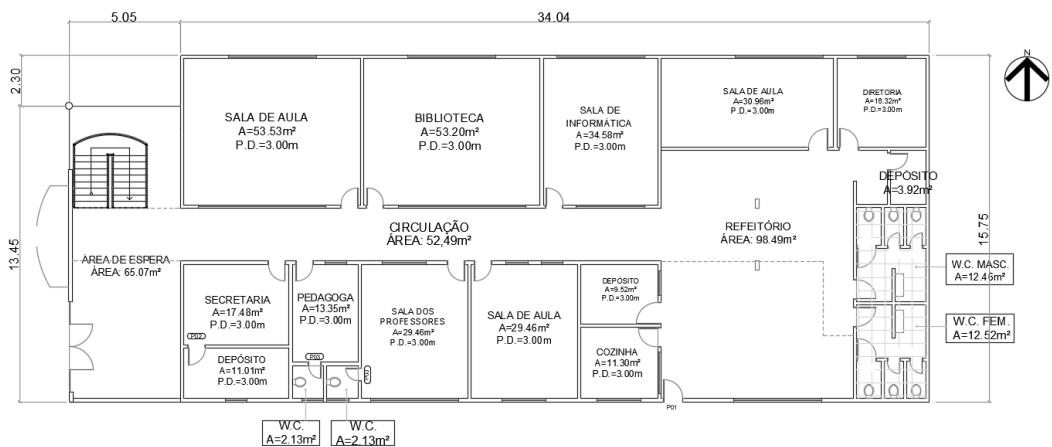 5.05
34.04
2.30
13.45
15.75
N
SALA DE AULA
A=53.53m²
P.D.=3.00m
BIBLIOTECA
A=53.20m²
P.D.=3.00m
SALA DE
INFORMÁTICA
A=34.58m²
P.D.=3.00m
SALA DE AULA
A=30.96m²
P.D.=3.00m
DIRETORIA
A=16.32m²
P.D.=3.00m
DEPÓSITO
A=3.92m²
CIRCULAÇÃO
ÁREA: 52,49m²
REFEITÓRIO
ÁREA: 98.49m²
ÁREA DE ESPERA
ÁREA: 65.07m²
W.C. MASC.
A=12.46m²
W.C. FEM.
A=12.52m²
SECRETARIA
A=17.48m²
P.D.=3.00m
P02
PEDAGOGA
A=13.35m²
P.D.=3.00m
P03
SALA DOS
PROFESSORES
A=29.46m²
P.D.=3.00m
P03
SALA DE AULA
A=29.46m²
P.D.=3.00m
DEPÓSITO
A=9.52m²
P.D.=3.00m
COZINHA
A=11.30m²
P.D.=3.00m
DEPÓSITO
A=11.01m²
P.D.=3.00m
P01
W.C.
A=2.13m²
W.C.
A=2.13m²